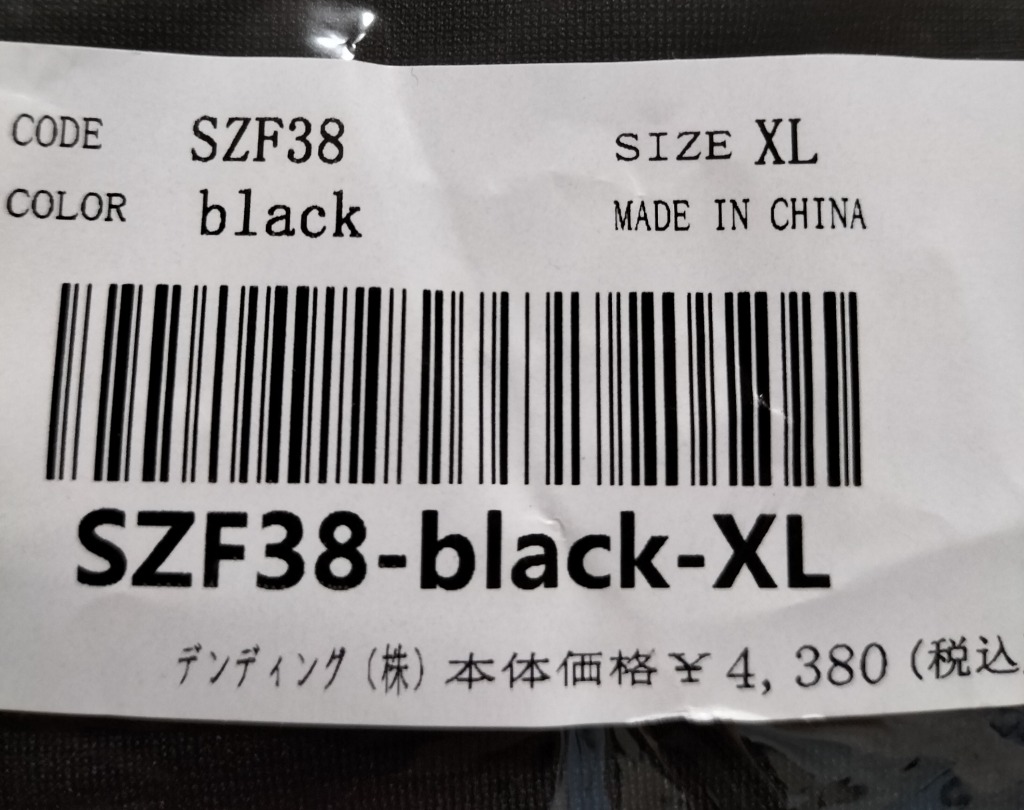 CODE SZF38 SIZE XL
COLOR black MADE IN CHINA
SZF38-black-XL
デンディング(株) 本体価格¥4,380(税込